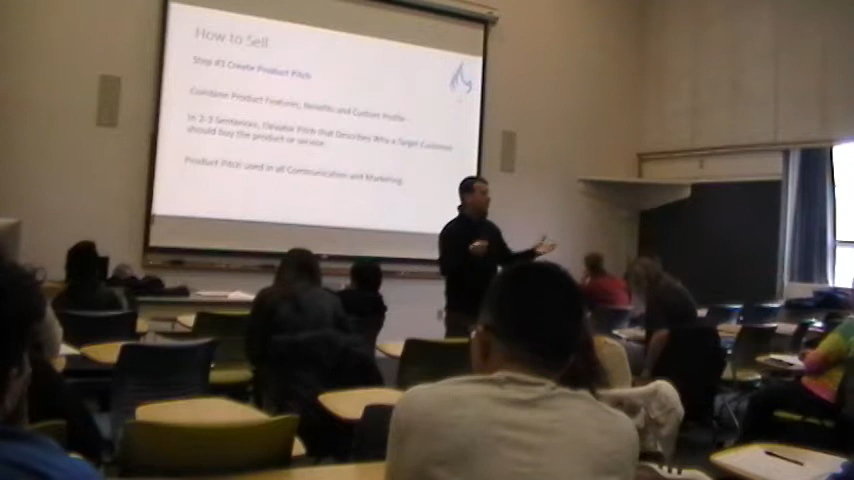 How to Sell
Step #3 Create Product Pitch
Combine Product Features, Benefits and Custom Profile
In 2-3 Sentences, Elevator Pitch that Describes Why a Target Customer
should buy the product or service
Product Pitch used in all Communication and Marketing